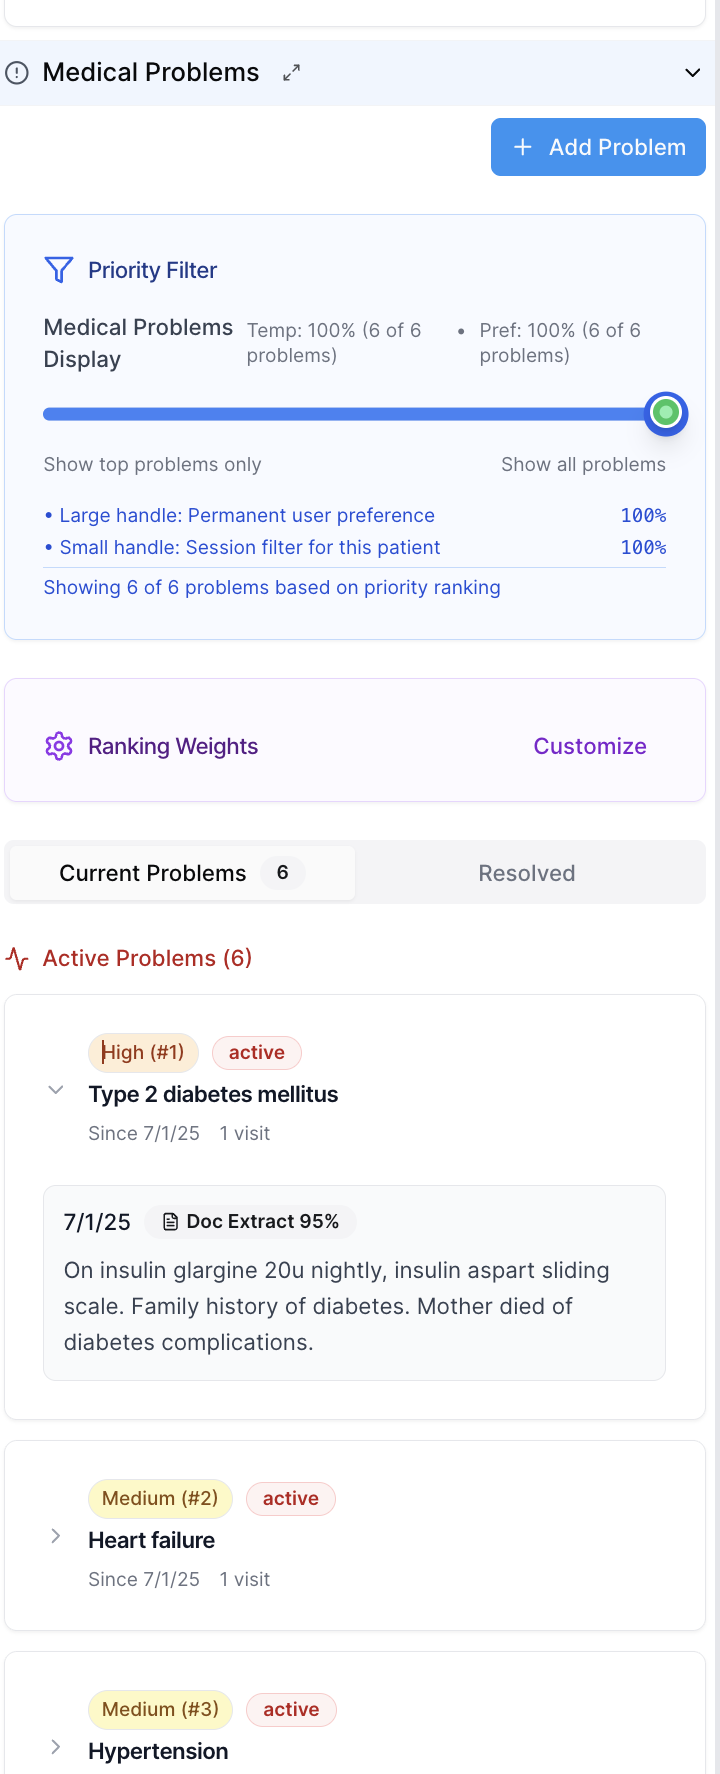 Medical Problems
+ Add Problem
Priority Filter
Medical Problems Display
Temp: 100% (6 of 6 problems)
• Pref: 100% (6 of 6 problems)
Show top problems only
Show all problems
• Large handle: Permanent user preference 100%
• Small handle: Session filter for this patient 100%
Showing 6 of 6 problems based on priority ranking
Ranking Weights
Customize
Current Problems 6
Resolved
Active Problems (6)
High (#1) active
Type 2 diabetes mellitus
Since 7/1/25 1 visit
7/1/25 Doc Extract 95%
On insulin glargine 20u nightly, insulin aspart sliding
scale. Family history of diabetes. Mother died of
diabetes complications.
Medium (#2) active
Heart failure
Since 7/1/25 1 visit
Medium (#3) active
Hypertension